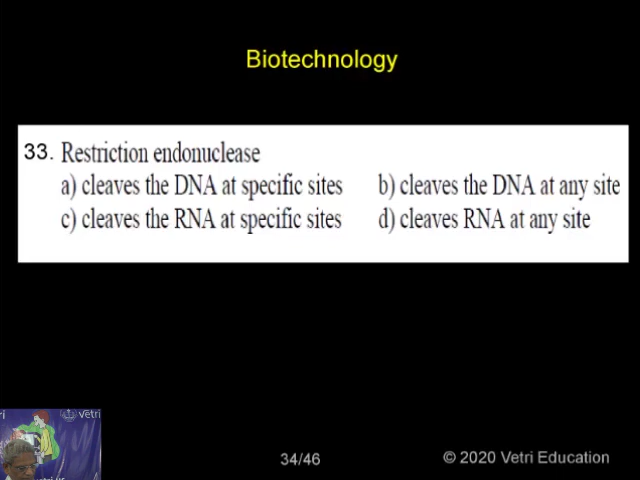 Biotechnology
33. Restriction endonuclease
a) cleaves the DNA at specific sites b) cleaves the DNA at any site
c) cleaves the RNA at specific sites d) cleaves RNA at any site
vetri
34/46 © 2020 Vetri Education